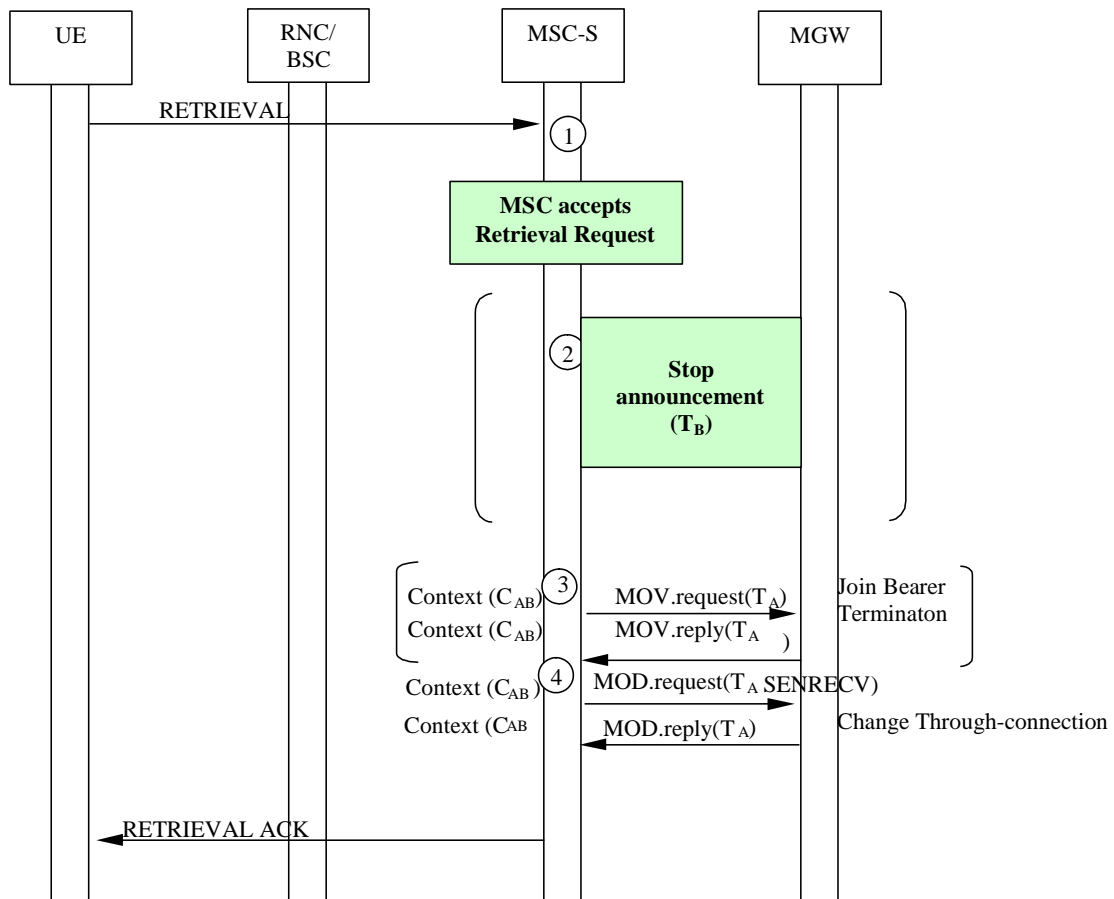 UE
RNC/
BSC
MSC-S
MGW
RETRIEVAL
1
MSC accepts
Retrieval Request
2
Stop
announcement
(TB)
3
Context (CAB)
MOV.request(TA)
Join Bearer
Terminaton
Context (CAB)
MOV.reply(TA )
4
Context (CAB)
MOD.request(TA SENRECV)
Context (CAB
MOD.reply(TA)
Change Through-connection
RETRIEVAL ACK